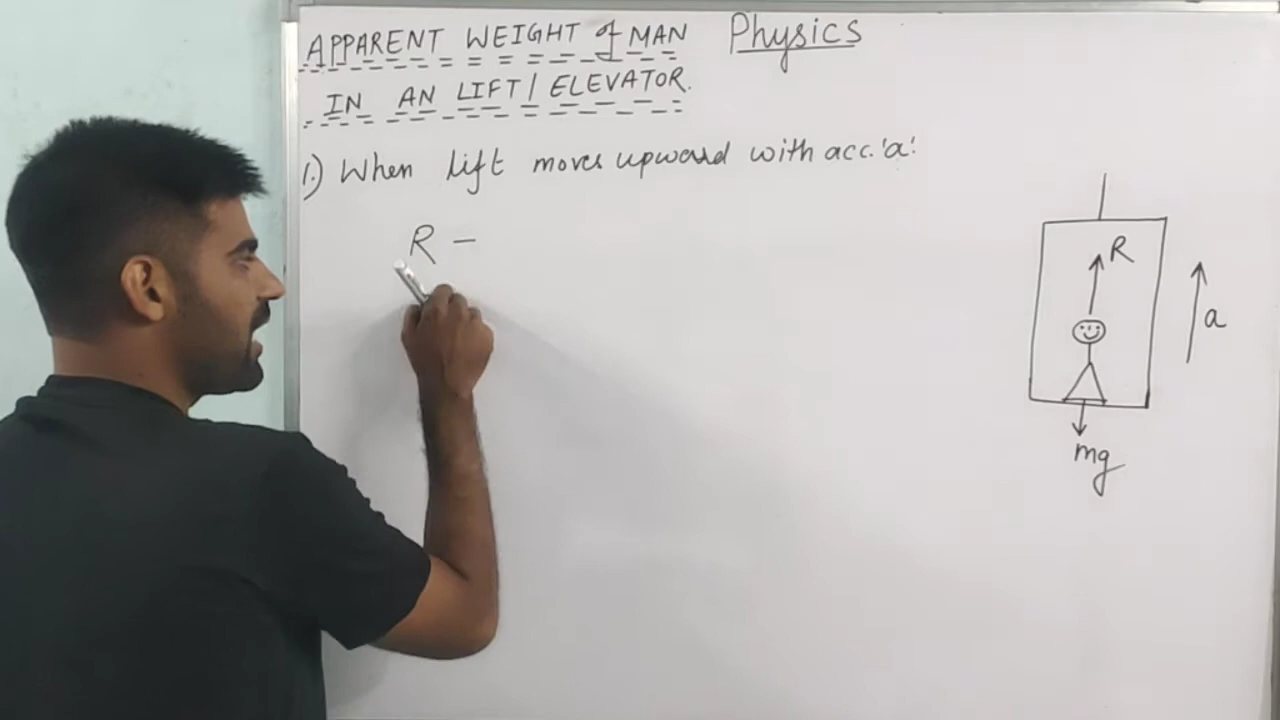 APPARENT WEIGHT of MAN Physics
IN AN LIFT/ELEVATOR.
1.) When lift moves upward with acc. 'a'.
R -
R
a
mg